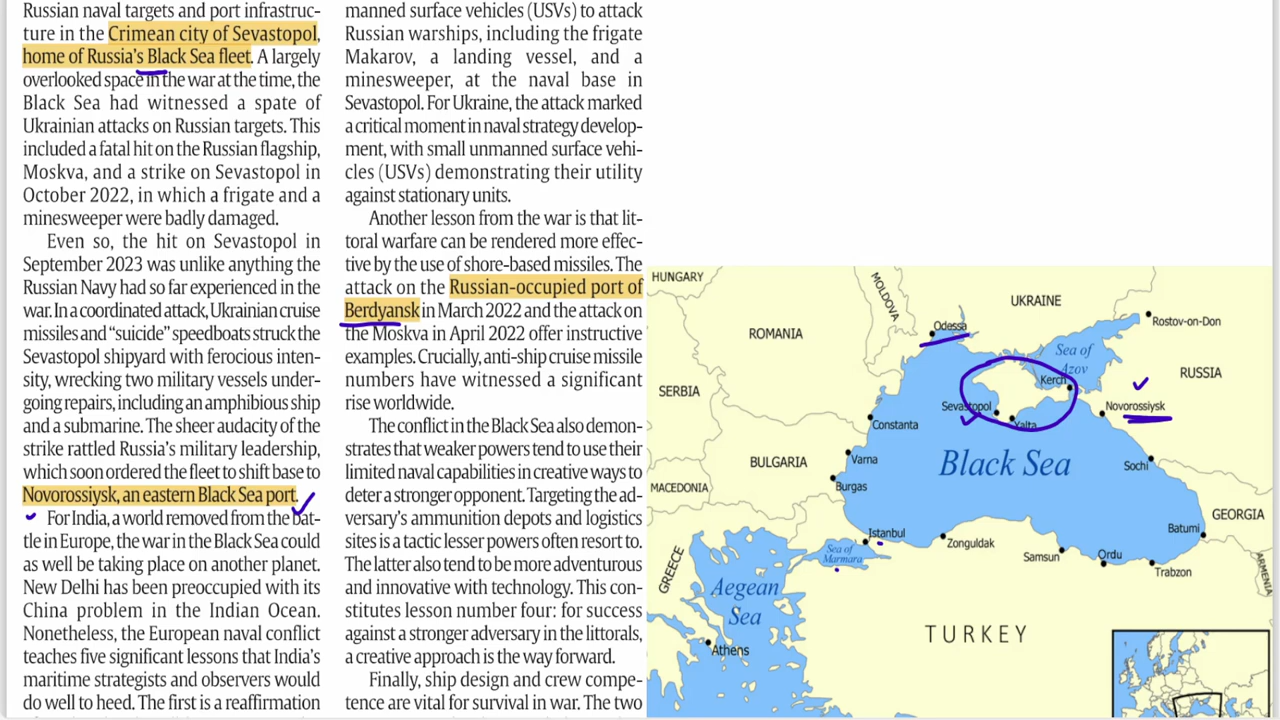 Russian naval targets and port infrastruc-
ture in the Crimean city of Sevastopol,
home of Russia's Black Sea fleet. A largely
overlooked space in the war at the time, the
Black Sea had witnessed a spate of
Ukrainian attacks on Russian targets. This
included a fatal hit on the Russian flagship,
Moskva, and a strike on Sevastopol in
October 2022, in which a frigate and a
minesweeper were badly damaged.
Even so, the hit on Sevastopol in
September 2023 was unlike anything the
Russian Navy had so far experienced in the
war. In a coordinated attack, Ukrainian cruise
missiles and “suicide” speedboats struck the
Sevastopol shipyard with ferocious inten-
sity, wrecking two military vessels under-
going repairs, including an amphibious ship
and a submarine. The sheer audacity of the
strike rattled Russia's military leadership,
which soon ordered the fleet to shift base to
Novorossiysk, an eastern Black Sea port.
For India, a world removed from the bat-
tle in Europe, the war in the Black Sea could
as well be taking place on another planet.
New Delhi has been preoccupied with its
China problem in the Indian Ocean.
Nonetheless, the European naval conflict
teaches five significant lessons that India's
maritime strategists and observers would
do well to heed. The first is a reaffirmation
manned surface vehicles (USVs) to attack
Russian warships, including the frigate
Makarov, a landing vessel, and a
minesweeper, at the naval base in
Sevastopol. For Ukraine, the attack marked
a critical moment in naval strategy develop-
ment, with small unmanned surface vehi-
cles (USVs) demonstrating their utility
against stationary units.
Another lesson from the war is that lit-
toral warfare can be rendered more effec-
tive by the use of shore-based missiles. The
attack on the Russian-occupied port of
Berdyansk in March 2022 and the attack on
the Moskva in April 2022 offer instructive
examples. Crucially, anti-ship cruise missile
numbers have witnessed a significant
rise worldwide.
The conflict in the Black Sea also demon-
strates that weaker powers tend to use their
limited naval capabilities in creative ways to
deter a stronger opponent. Targeting the ad-
versary's ammunition depots and logistics
sites is a tactic lesser powers often resort to.
The latter also tend to be more adventurous
and innovative with technology. This con-
stitutes lesson number four: for success
against a stronger adversary in the littorals,
a creative approach is the way forward.
Finally, ship design and crew compe-
tence are vital for survival in war. The two
HUNGARY
MOLDOVA
UKRAINE
ROMANIA
Odessa
Rostov-on-Don
Sea of
Azov
SERBIA
Kerch
RUSSIA
Sevastopol
Yalta
Novorossiysk
Constanta
BULGARIA
Varna
Black Sea
Sochi
MACEDONIA
Burgas
GEORGIA
Istanbul
Batumi
Zonguldak
Sea of
Marmara
Samsun
Ordu
Trabzon
ARMENIA
GREECE
Aegean
Sea
TURKEY
Athens